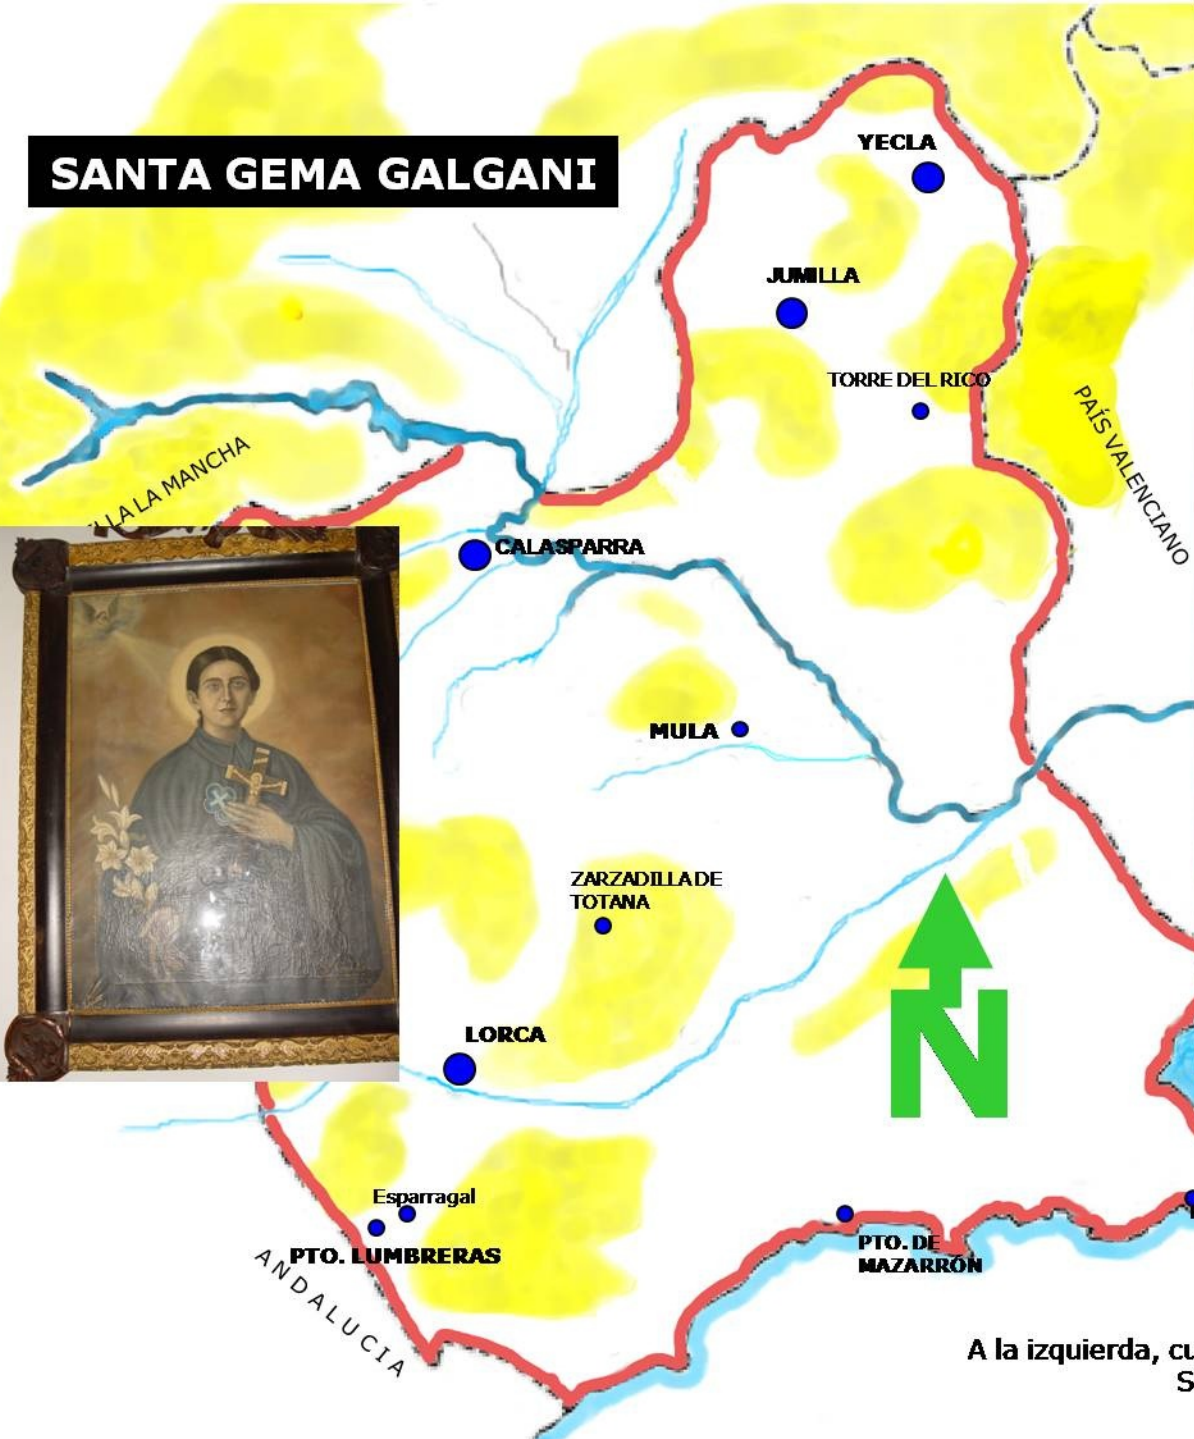 SANTA GEMA GALGANI
YECLA
JUMILLA
TORRE DEL RICO
PAÍS VALENCIANO
LA MANCHA
CALASPARRA
MULA
ZARZADILLA DE
TOTANA
N
LORCA
Esparragal
PTO. LUMBRERAS
ANDALUCIA
PTO. DE
MAZARRÓN
A la izquierda,